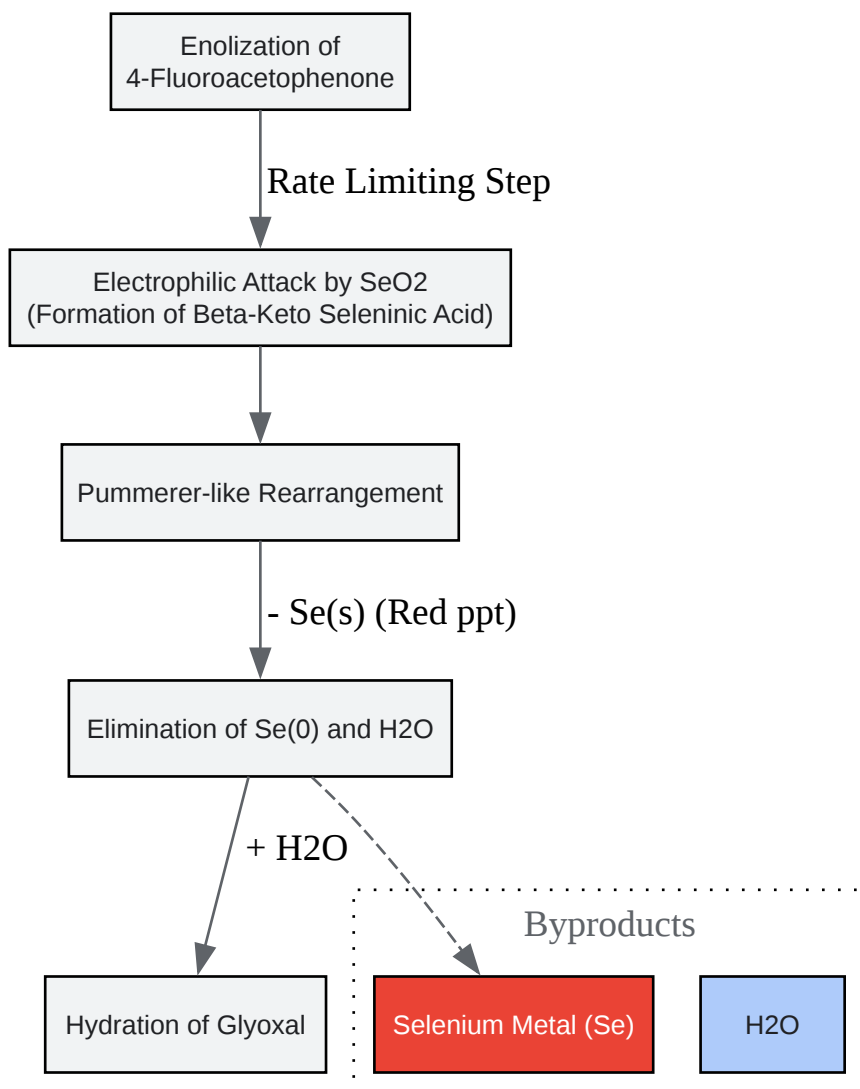 Enolization of
4-Fluoroacetophenone
Rate Limiting Step
Electrophilic Attack by SeO2
(Formation of Beta-Keto Seleninic Acid)
Pummerer-like Rearrangement
- Se(s) (Red ppt)
Elimination of Se(0) and H2O
+ H2O
Byproducts
Hydration of Glyoxal
Selenium Metal (Se)
H2O